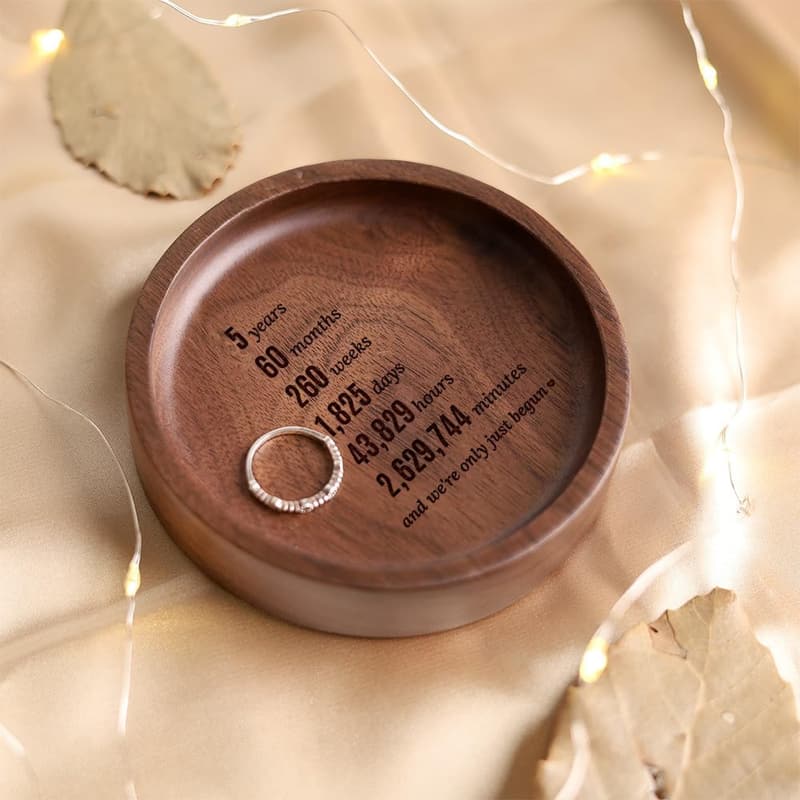 5 years
60 months
260 weeks
1,825 days
43,829 hours
2,629,744 minutes
and we're only just begun ❤